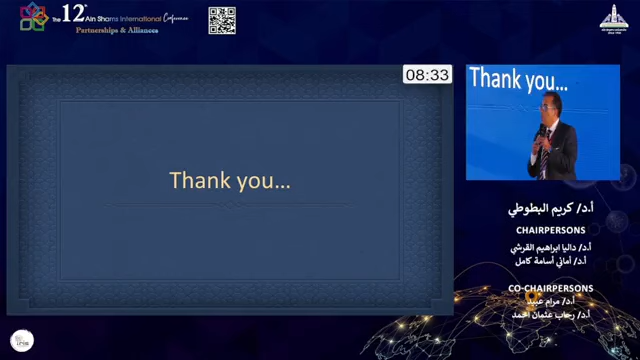 The 12th Ain Shams International Conference
Partnerships & Alliances
08:33
Thank you...
Thank you...
أ.د/ كريم البطوطي
CHAIRPERSONS
أ.د/ داليا ابراهيم القرشي
أ.د/ أماني أسامة كامل
CO-CHAIRPERSONS
أ.د/ مرام عبيد
أ.د/ رحاب عثمان احمد